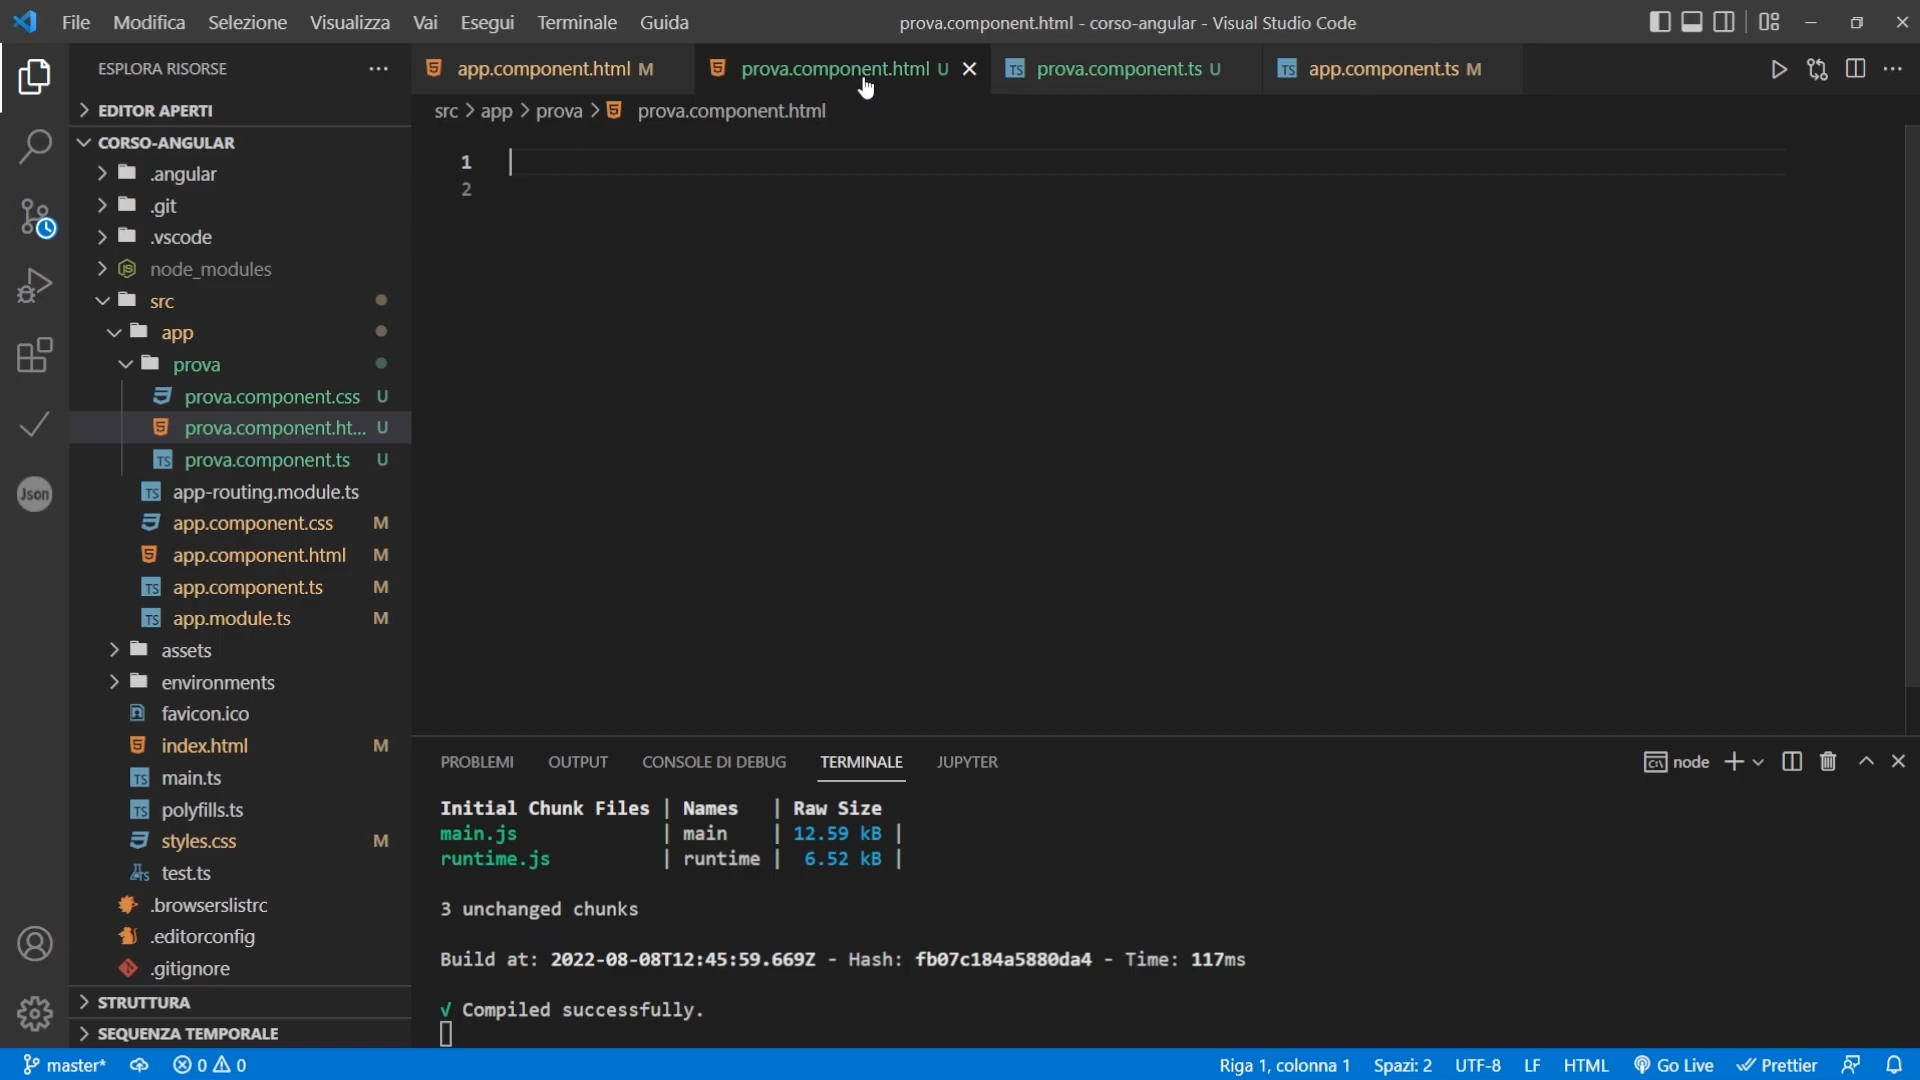 File Modifica Selezione Visualizza Vai Esegui Terminale Guida
prova.component.html - corso-angular - Visual Studio Code
ESPLORA RISORSE
app.component.html M
prova.component.html U
TS prova.component.ts U
TS app.component.ts M
src > app > prova > prova.component.html
EDITOR APERTI
CORSO-ANGULAR
.angular
.git
.vscode
node_modules
src
app
prova
prova.component.css U
prova.component.ht... U
TS prova.component.ts U
TS app-routing.module.ts
app.component.css M
app.component.html M
TS app.component.ts M
TS app.module.ts M
assets
environments
favicon.ico
index.html M
TS main.ts
TS polyfills.ts
styles.css M
test.ts
.browserslistrc
.editorconfig
.gitignore
STRUTTURA
SEQUENZA TEMPORALE
Json
1
2
PROBLEMI OUTPUT CONSOLE DI DEBUG TERMINALE JUPYTER
node
Initial Chunk Files | Names | Raw Size
main.js | main | 12.59 kB |
runtime.js | runtime | 6.52 kB |
3 unchanged chunks
Build at: 2022-08-08T12:45:59.669Z - Hash: fb07c184a5880da4 - Time: 117ms
√ Compiled successfully.
master* 0 0
Riga 1, colonna 1 Spazi: 2 UTF-8 LF HTML Go Live Prettier